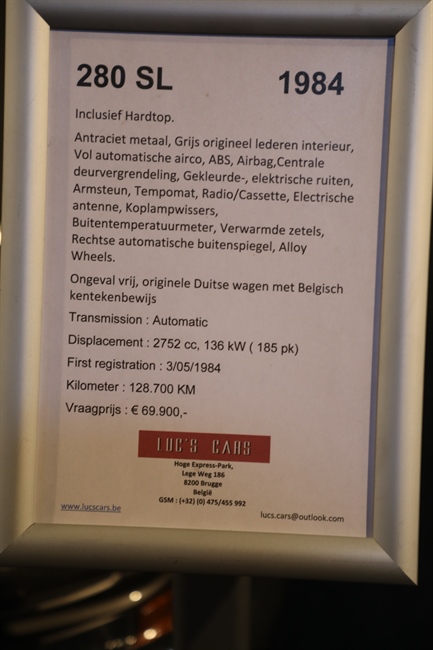 280 SL 1984
Inclusief Hardtop.
Antraciet metaal, Grijs origineel lederen interieur,
Vol automatische airco, ABS, Airbag,Centrale
deurvergrendeling, Gekleurde-, elektrische ruiten,
Armsteun, Tempomat, Radio/Cassette, Electrische
antenne, Koplampwissers,
Buitentemperatuurmeter, Verwarmde zetels,
Rechtse automatische buitenspiegel, Alloy
Wheels.
Ongeval vrij, originele Duitse wagen met Belgisch
kentekenbewijs
Transmission : Automatic
Displacement : 2752 cc, 136 kW ( 185 pk)
First registration : 3/05/1984
Kilometer : 128.700 KM
Vraagprijs : € 69.900,-
LUC'S CARS
Hoge Express-Park,
Lege Weg 186
8200 Brugge
België
GSM : (+32) (0) 475/455 992
www.lucscars.be lucs.cars@outlook.com